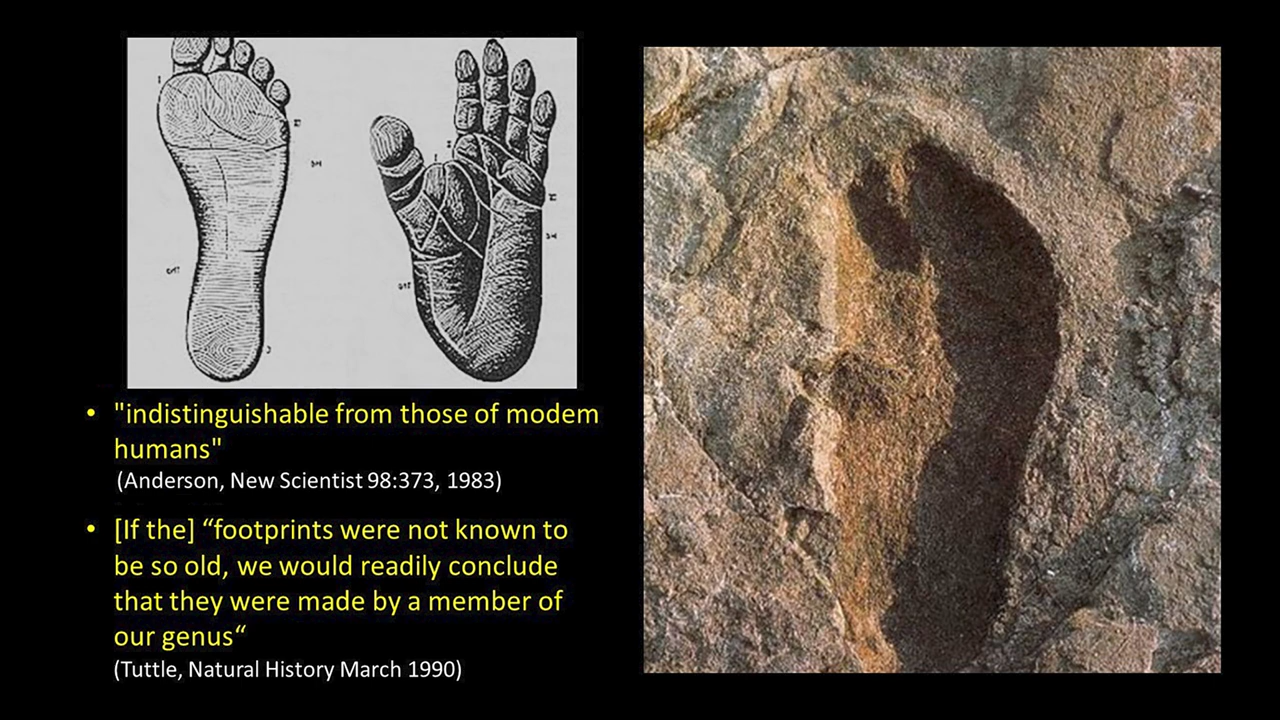 • "indistinguishable from those of modem
humans"
(Anderson, New Scientist 98:373, 1983)
• [If the] “footprints were not known to
be so old, we would readily conclude
that they were made by a member of
our genus“
(Tuttle, Natural History March 1990)